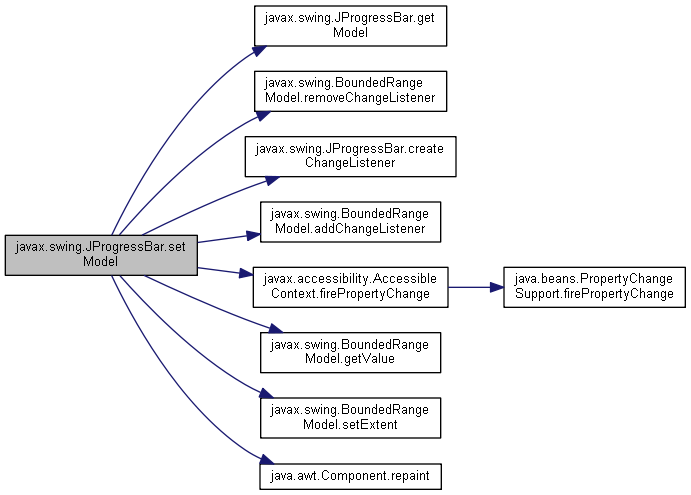 javax.swing.JProgressBar.get
Model
javax.swing.BoundedRange
Model.removeChangeListener
javax.swing.JProgressBar.create
ChangeListener
javax.swing.BoundedRange
Model.addChangeListener
javax.swing.JProgressBar.set
Model
javax.accessibility.Accessible
Context.firePropertyChange
java.beans.PropertyChange
Support.firePropertyChange
javax.swing.BoundedRange
Model.getValue
javax.swing.BoundedRange
Model.setExtent
java.awt.Component.repaint